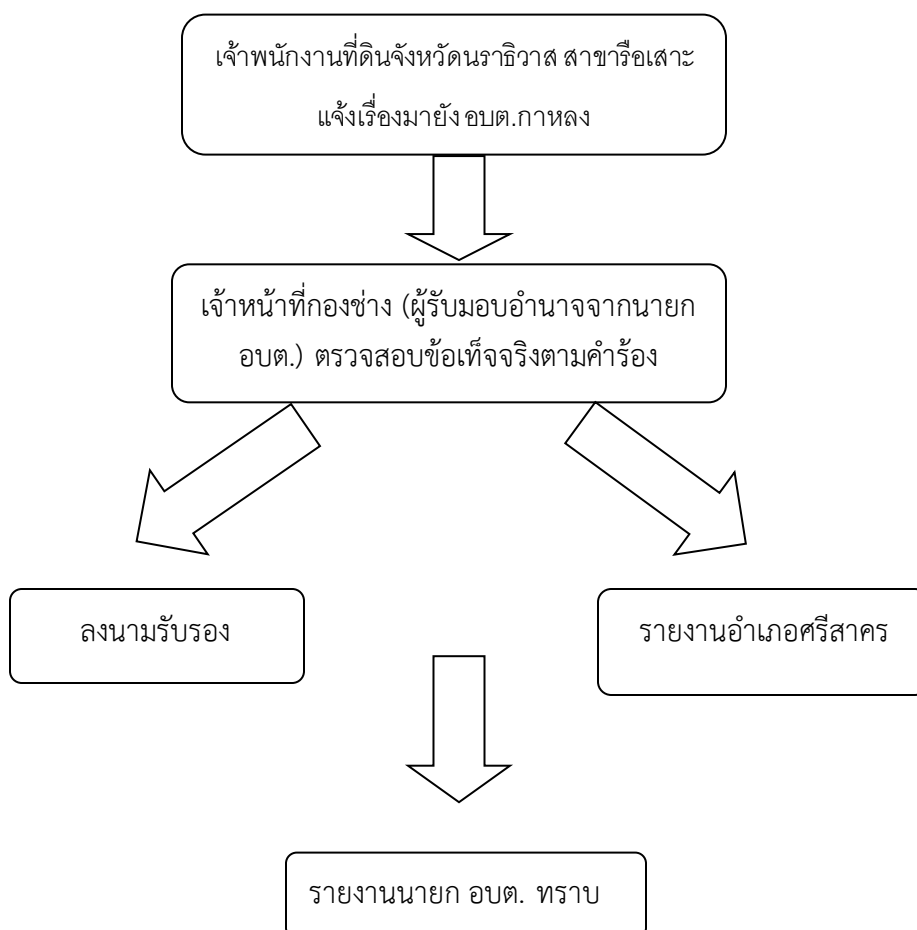 เจ้าพนักงานที่ดินจังหวัดนราธิวาส สาขารือเสาะ
แจ้งเรื่องมายัง อบต.กาหลง
เจ้าหน้าที่กองช่าง (ผู้รับมอบอำนาจจากนายก
อบต.) ตรวจสอบข้อเท็จจริงตามคำร้อง
ลงนามรับรอง
รายงานอำเภอศรีสาคร
รายงานนายก อบต. ทราบ